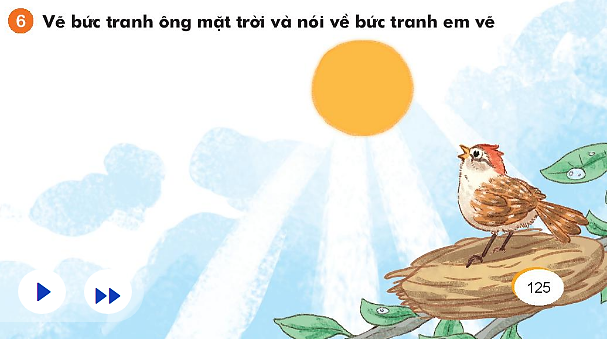 6 Vẽ bức tranh ông mặt trời và nói về bức tranh em vẽ
125